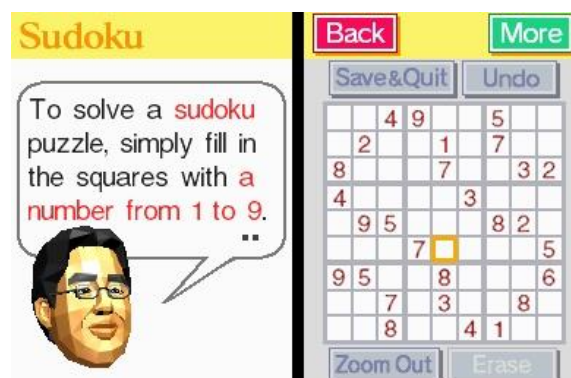 Sudoku
To solve a sudoku
puzzle, simply fill in
the squares with a
number from 1 to 9.
Back More
Save&Quit Undo
4 9 5
2 1 7
8 7 3 2
4 3
9 5 8 2
7 5
9 5 8 6
7 3 8
8 4 1
Zoom Out Erase